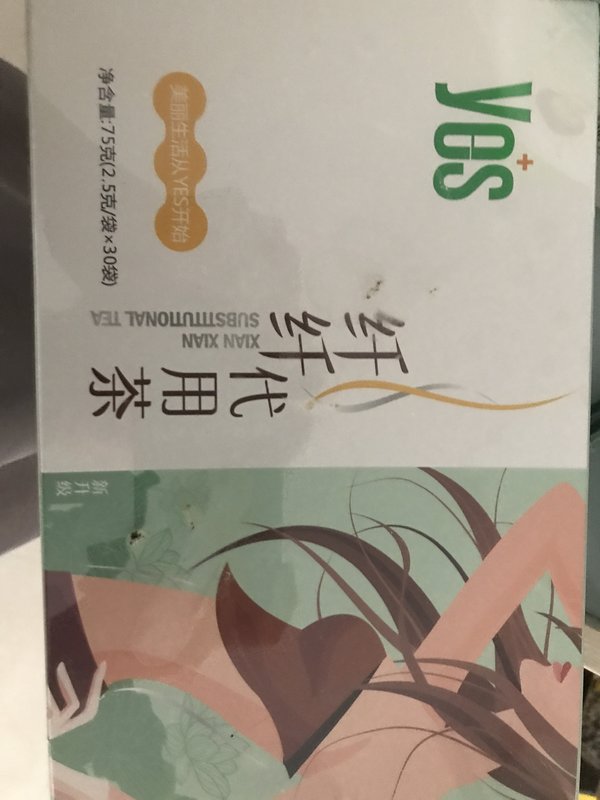 yes+
纤纤
代用茶
XIAN XIAN
SUBSTITUTIONAL TEA
美丽生活从YES开始
净含量:75克(2.5克/袋×30袋)
新升级